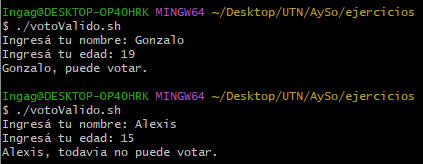 Ingag@DESKTOP-OP40HRK MINGW64 ~/Desktop/UTN/AySo/ejercicios
$ ./votoValido.sh
Ingresá tu nombre: Gonzalo
Ingresá tu edad: 19
Gonzalo, puede votar.
Ingag@DESKTOP-OP40HRK MINGW64 ~/Desktop/UTN/AySo/ejercicios
$ ./votoValido.sh
Ingresá tu nombre: Alexis
Ingresá tu edad: 15
Alexis, todavia no puede votar.